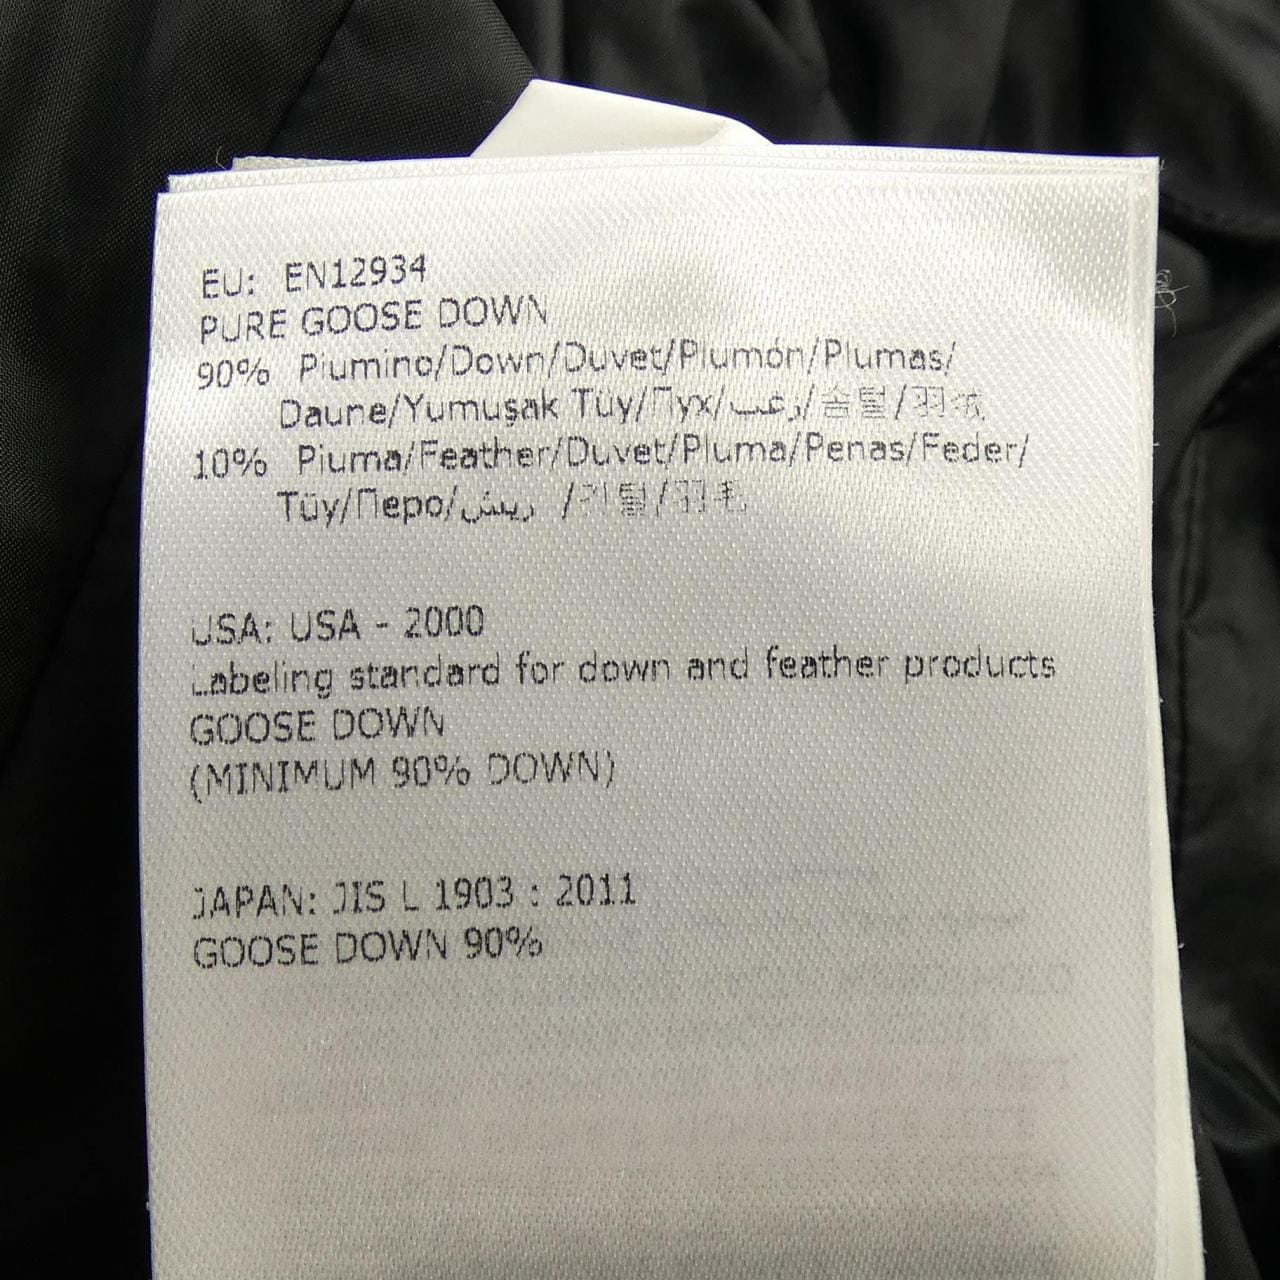 EU: EN12934
PURE GOOSE DOWN
90% Piumino/Down/Duvet/Plumón/Plumas/
Daune/Yumuşak Tüy/Пух/زغب/솜털/羽绒
10% Piuma/Feather/Duvet/Pluma/Penas/Feder/
Tüy/Перо/ريش /깃털/羽毛
USA: USA - 2000
Labeling standard for down and feather products
GOOSE DOWN
(MINIMUM 90% DOWN)
JAPAN: JIS L 1903 : 2011
GOOSE DOWN 90%